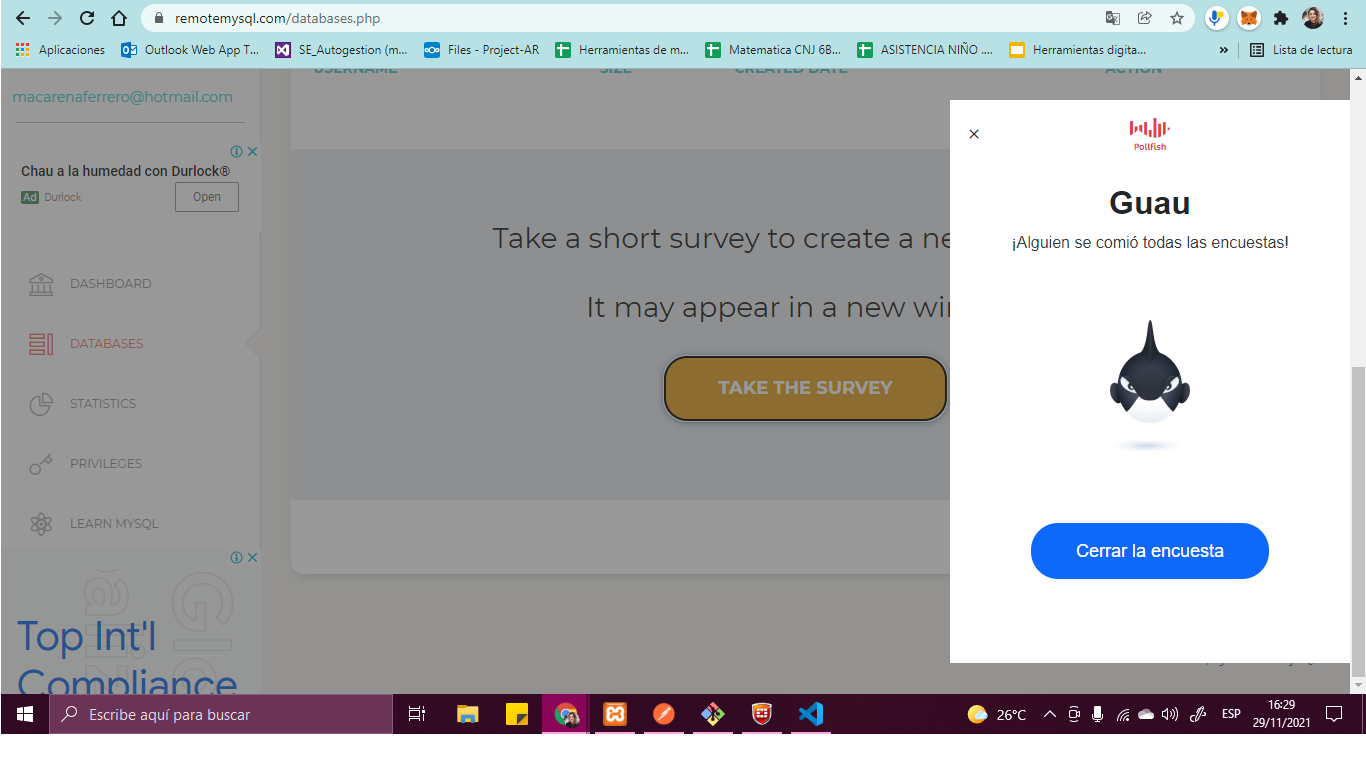 remotemysql.com/databases.php
Aplicaciones
Outlook Web App T...
SE_Autogestion (m...
Files - Project-AR
Herramientas de m...
Matematica CNJ 6B...
ASISTENCIA NIÑO ....
Herramientas digita...
»
Lista de lectura
USERNAME
SIZE
CREATED DATE
ACTION
macarenaferrero@hotmail.com
Chau a la humedad con Durlock®
Ad Durlock
Open
DASHBOARD
DATABASES
STATISTICS
PRIVILEGES
LEARN MYSQL
Top Int'l
Compliance
Take a short survey to create a ne
It may appear in a new wi
TAKE THE SURVEY
Pollfish
Guau
¡Alguien se comió todas las encuestas!
Cerrar la encuesta
Escribe aquí para buscar
26°C
ESP
16:29
29/11/2021